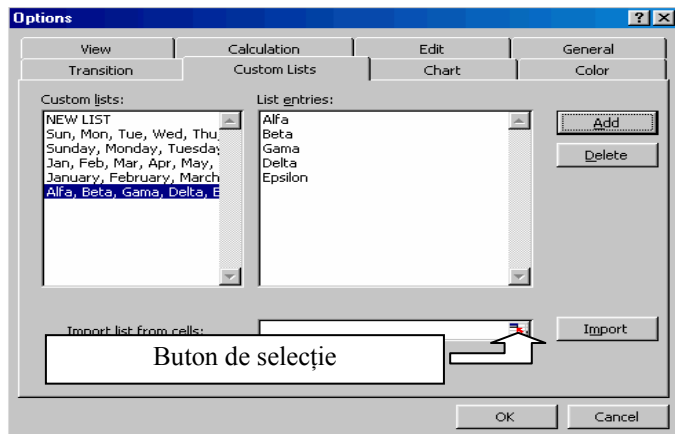 Options
View Calculation Edit General
Transition Custom Lists Chart Color
Custom lists: List entries:
NEW LIST
Sun, Mon, Tue, Wed, Thu,
Sunday, Monday, Tuesday
Jan, Feb, Mar, Apr, May,
January, February, March
Alfa, Beta, Gama, Delta, E
Alfa
Beta
Gama
Delta
Epsilon
Add
Delete
Import list from cells:
Import
Buton de selecție
OK Cancel